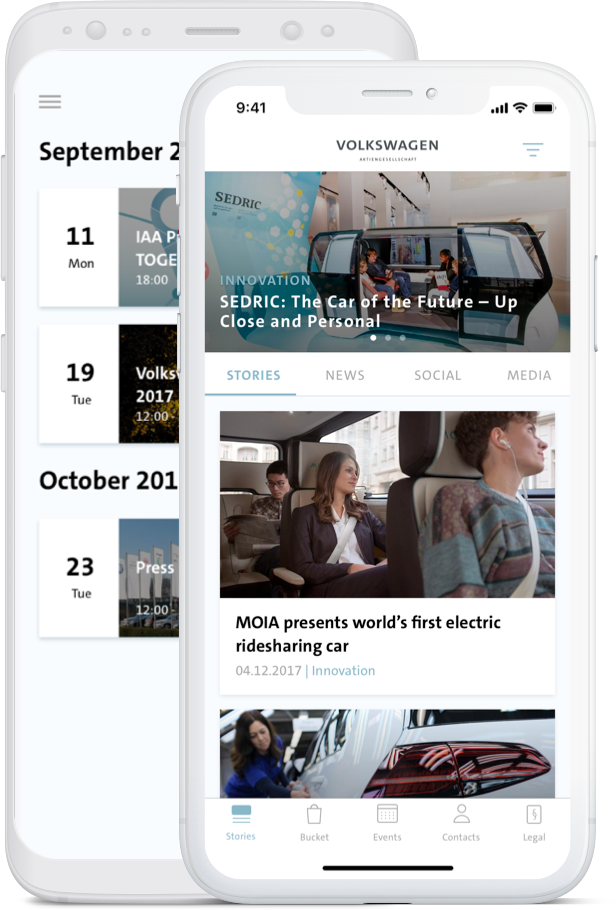 September 2
11
Mon
IAA P
TOGE
18:00
19
Tue
Volks
2017
12:00 -
October 201
23
Tue
Press
12:00 -
9:41
VOLKSWAGEN
AKTIENGESELLSCHAFT
SEDRIC
INNOVATION
SEDRIC: The Car of the Future – Up
Close and Personal
STORIES NEWS SOCIAL MEDIA
MOIA presents world’s first electric
ridesharing car
04.12.2017 | Innovation
Stories Bucket Events Contacts Legal